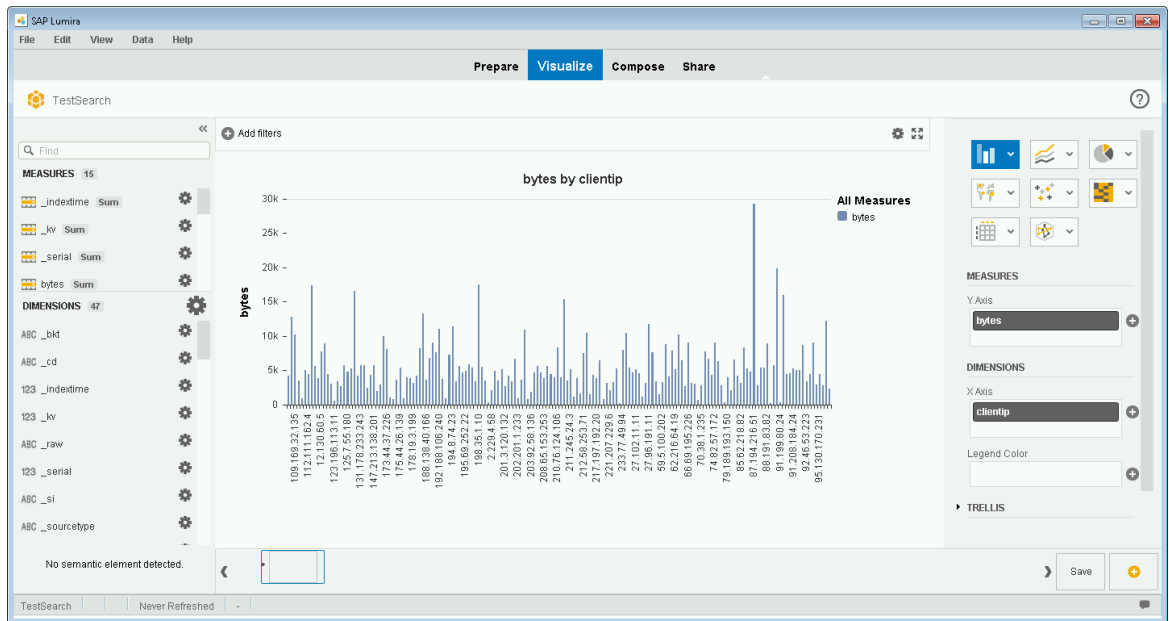 SAP Lumira
File Edit View Data Help
Prepare Visualize Compose Share
TestSearch
Find
MEASURES 15
_indextime Sum
_kv Sum
_serial Sum
bytes Sum
DIMENSIONS 47
ABC _bkt
ABC _cd
123 _indextime
123 _kv
ABC _raw
123 _serial
ABC _si
ABC _sourcetype
No semantic element detected.
Add filters
bytes by clientip
30k
25k
20k
15k
10k
5k
0
bytes
109.169.32.135
112.111.162.4
12.130.60.5
123.196.113.11
125.7.55.180
131.178.233.243
147.213.138.201
173.44.37.226
175.44.26.139
178.19.3.199
188.138.40.166
192.188.106.240
194.8.74.23
195.69.252.22
198.35.1.10
2.229.4.58
201.3.120.132
202.201.1.233
203.92.58.136
208.65.153.253
210.76.124.106
211.245.24.3
212.58.253.71
217.197.192.20
221.207.229.6
233.77.49.94
27.102.11.11
27.96.191.11
59.5.100.202
62.216.64.19
66.69.195.226
70.38.1.235
74.82.57.172
79.189.193.150
85.62.218.82
87.194.216.51
88.191.83.82
91.199.80.24
91.208.184.24
92.46.53.223
95.130.170.231
All Measures
bytes
MEASURES
Y Axis
bytes
DIMENSIONS
X Axis
clientip
Legend Color
TRELLIS
Save
TestSearch Never Refreshed -